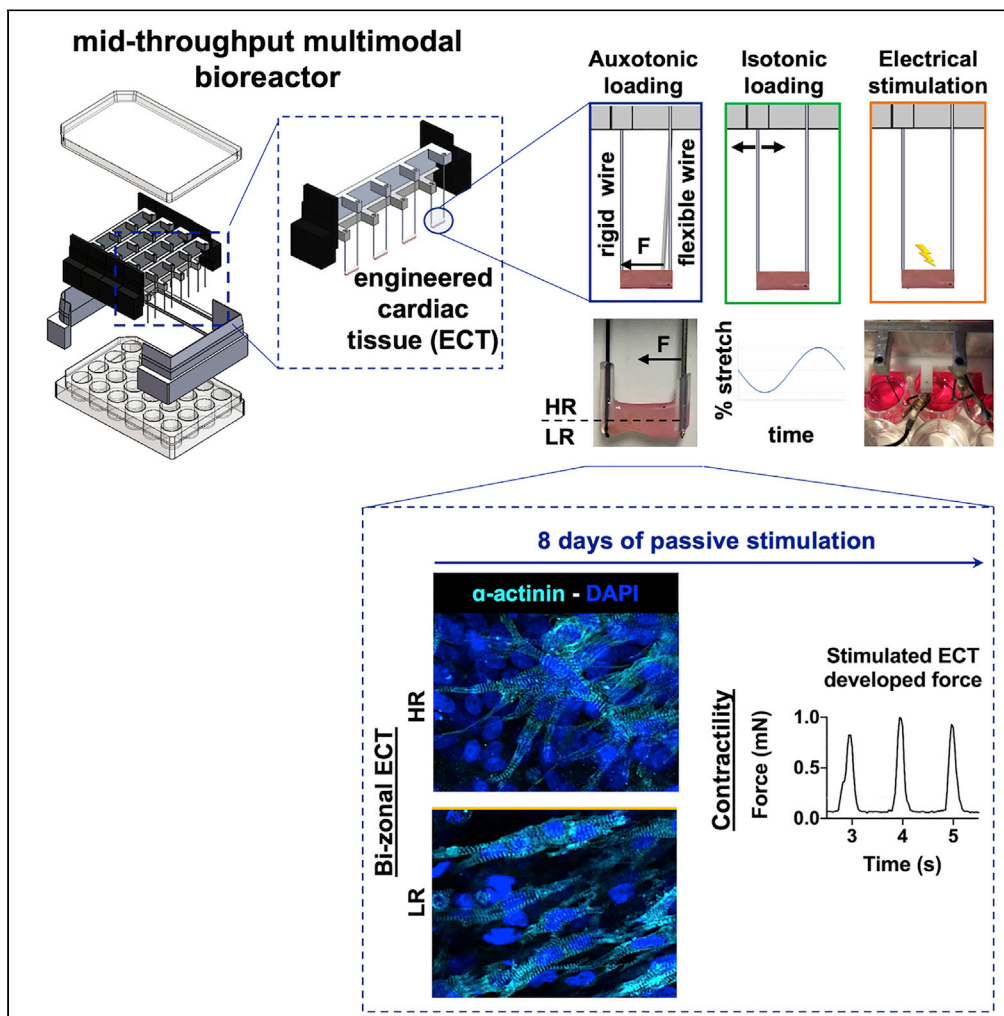 mid-throughput multimodal
bioreactor
engineered
cardiac
tissue (ECT)
Auxotonic
loading
Isotonic
loading
Electrical
stimulation
rigid wire
F
flexible wire
F
HR
LR
% stretch
time
8 days of passive stimulation
Bi-zonal ECT
α-actinin - DAPI
HR
LR
Contractility
Stimulated ECT
developed force
Force (mN)
1.0
0.5
0.0
3 4 5
Time (s)